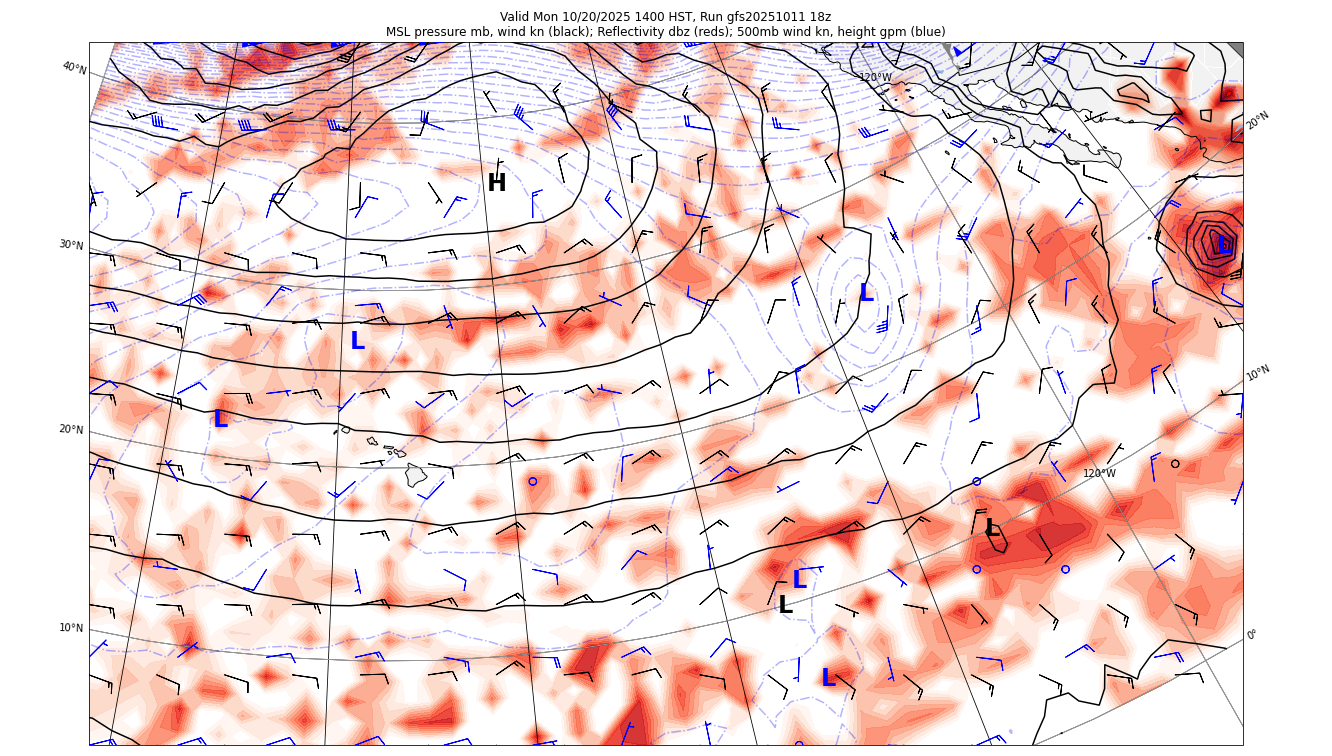 Valid Mon 10/20/2025 1400 HST, Run gfs20251011 18z
MSL pressure mb, wind kn (black); Reflectivity dbz (reds); 500mb wind kn, height gpm (blue)
40°N
120°W
20°N
H
30°N
L
L
L
10°N
L
20°N
120°W
L
L
L
10°N
0°
L